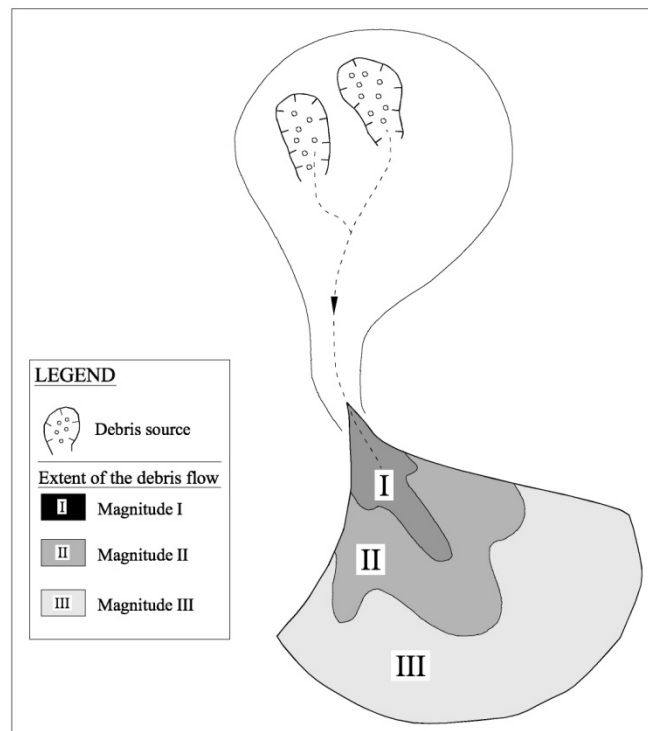 LEGEND
Debris source
Extent of the debris flow
I Magnitude I
II Magnitude II
III Magnitude III
I
II
III